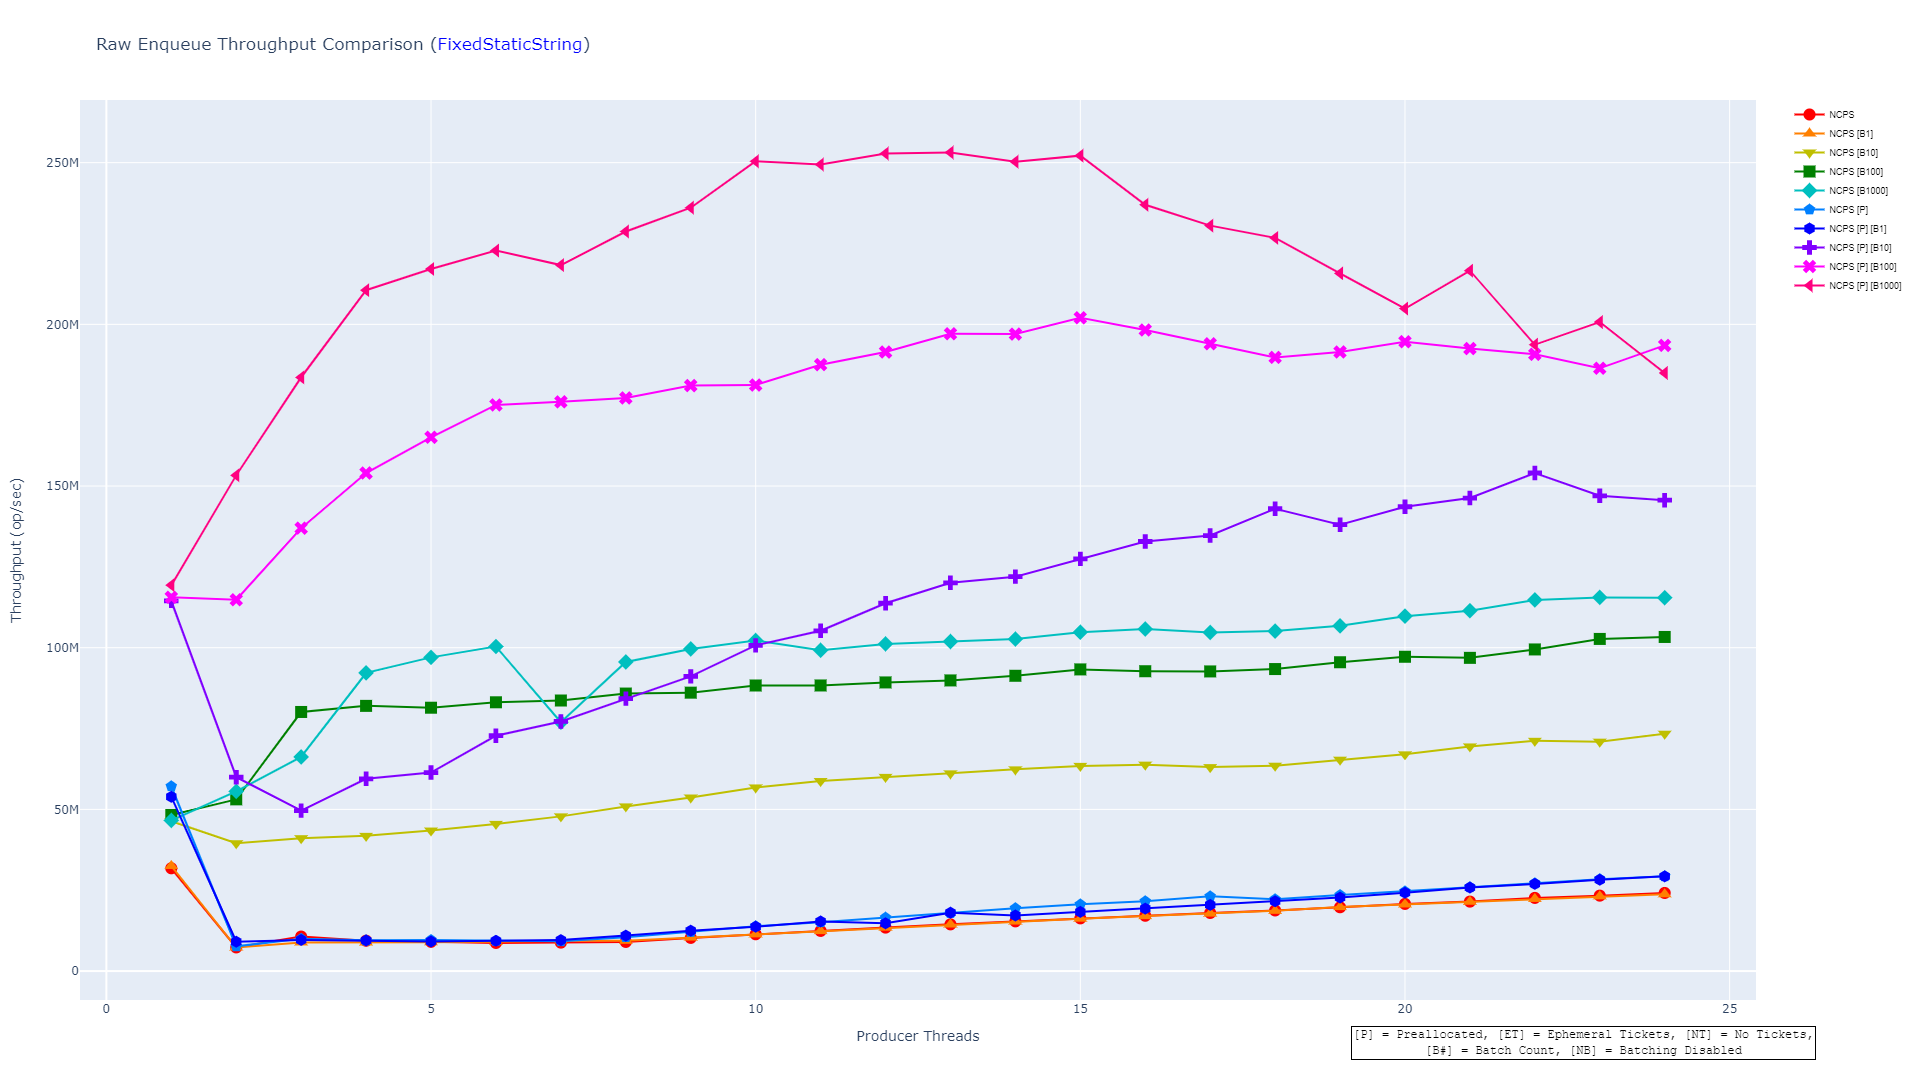 Raw Enqueue Throughput Comparison (FixedStaticString)
NCPS
NCPS [B1]
NCPS [B10]
NCPS [B100]
NCPS [B1000]
NCPS [P]
NCPS [P] [B1]
NCPS [P] [B10]
NCPS [P] [B100]
NCPS [P] [B1000]
Throughput (op/sec)
250M
200M
150M
100M
50M
0
0 5 10 15 20 25
Producer Threads
[P] = Preallocated, [ET] = Ephemeral Tickets, [NT] = No Tickets,
[B#] = Batch Count, [NB] = Batching Disabled